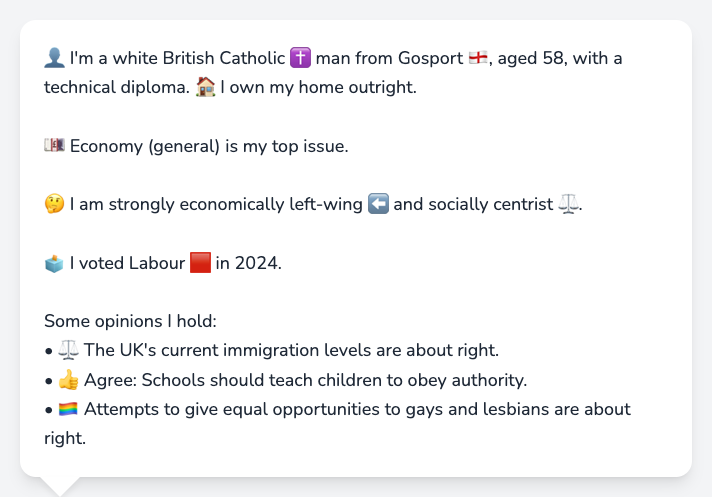 👤 I'm a white British Catholic ✝️ man from Gosport 🏴󠁧󠁢󠁥󠁮󠁧󠁿, aged 58, with a
technical diploma. 🏠 I own my home outright.
💷 Economy (general) is my top issue.
🤔 I am strongly economically left-wing ⬅️ and socially centrist ⚖️.
🗳️ I voted Labour 🟥 in 2024.
Some opinions I hold:
• ⚖️ The UK's current immigration levels are about right.
• 👍 Agree: Schools should teach children to obey authority.
• 🏳️‍🌈 Attempts to give equal opportunities to gays and lesbians are about
right.